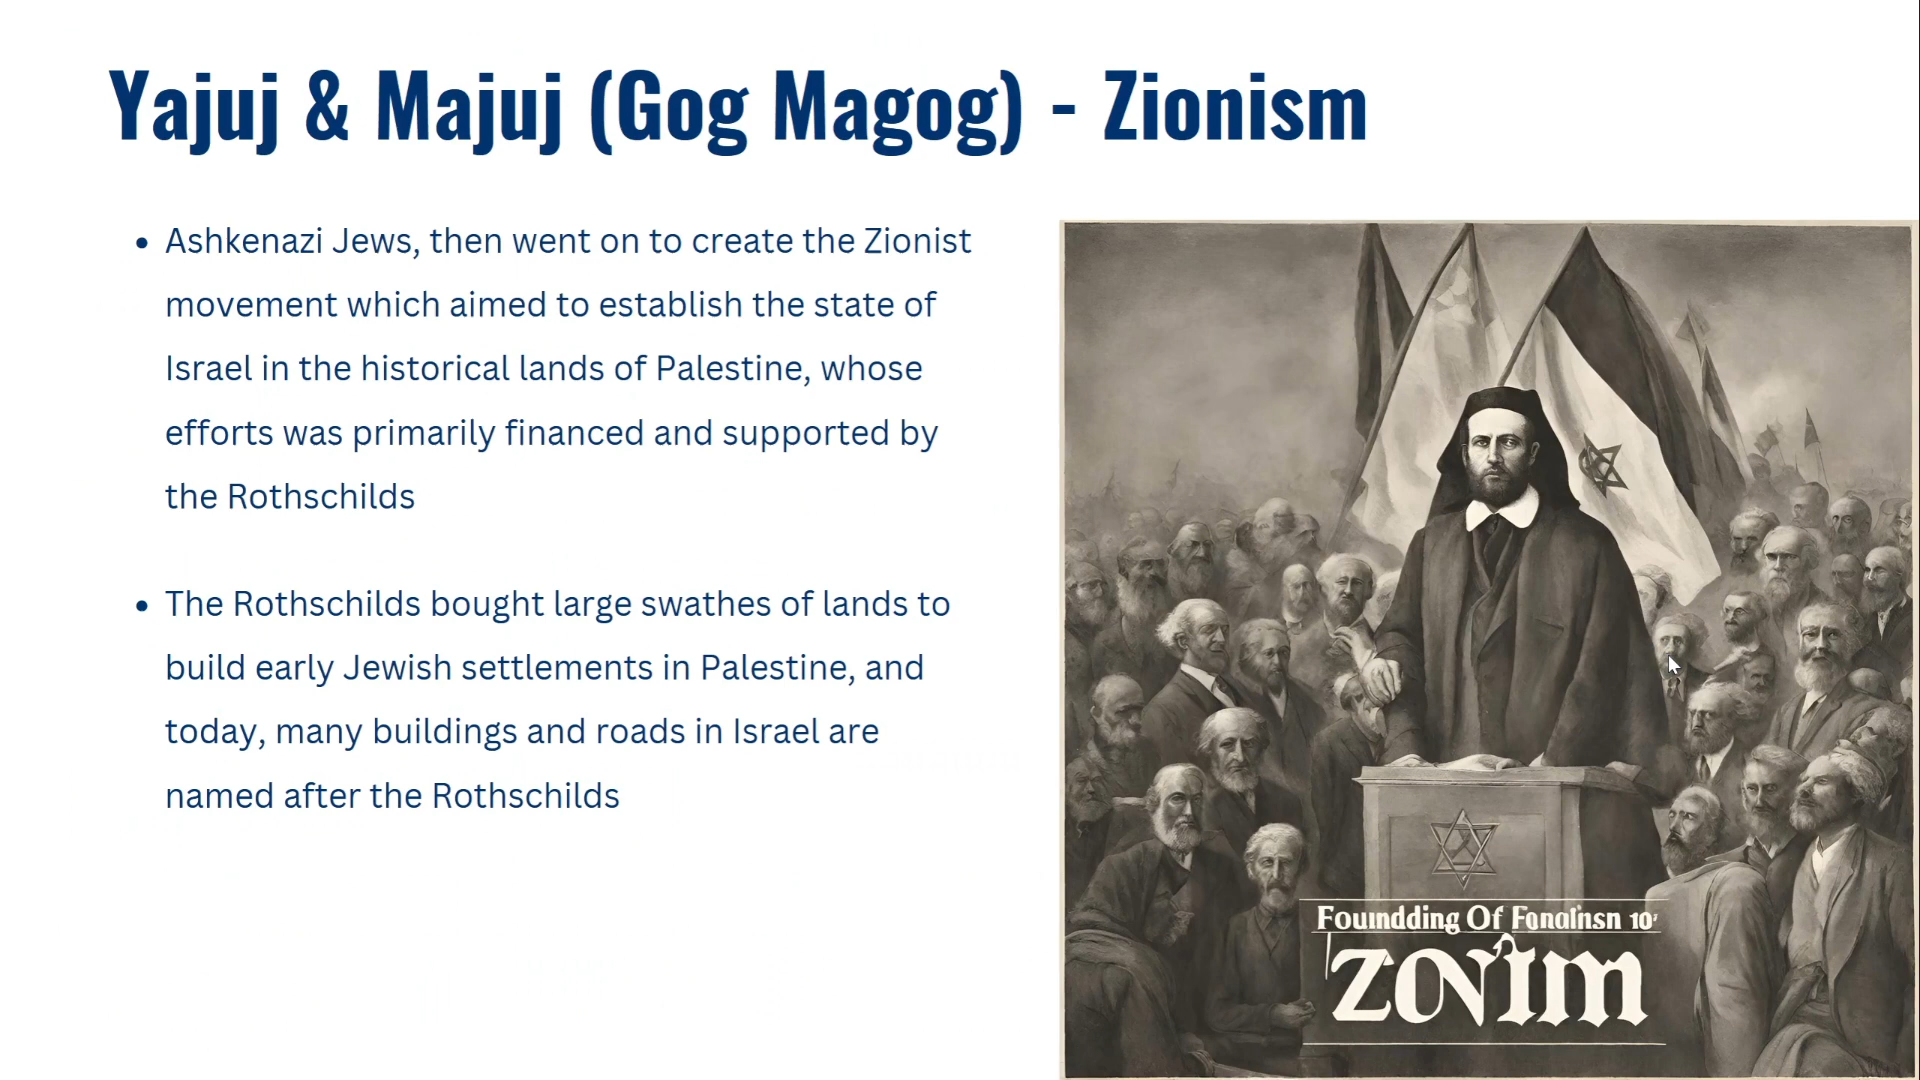 Yajuj & Majuj (Gog Magog) - Zionism
• Ashkenazi Jews, then went on to create the Zionist
movement which aimed to establish the state of
Israel in the historical lands of Palestine, whose
efforts was primarily financed and supported by
the Rothschilds
• The Rothschilds bought large swathes of lands to
build early Jewish settlements in Palestine, and
today, many buildings and roads in Israel are
named after the Rothschilds
Foundding Of
ZONIM